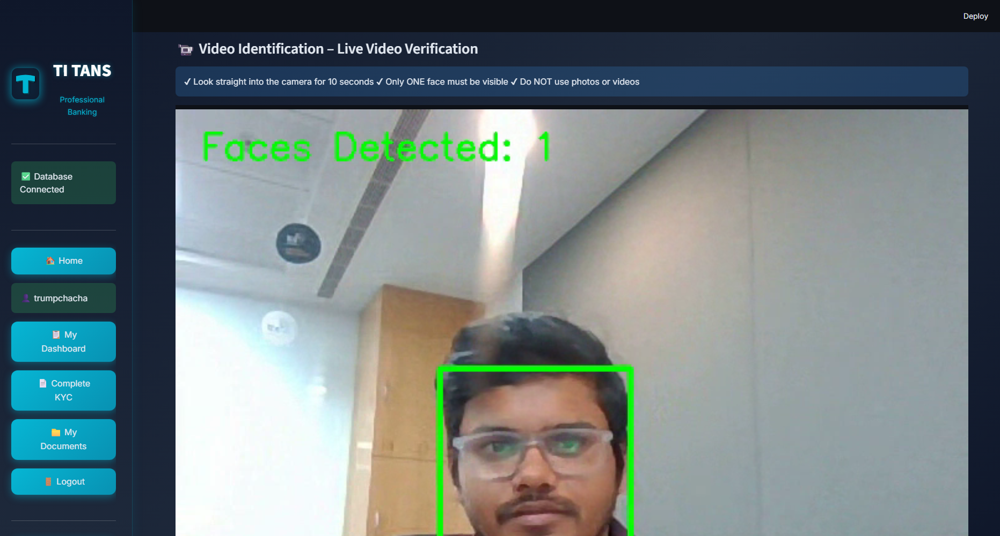 Deploy
TI TANS
Professional
Banking
✅ Database
Connected
🏠 Home
👤 trumpchacha
📋 My
Dashboard
📄 Complete
KYC
📁 My
Documents
🚪 Logout
📹 Video Identification – Live Video Verification
✓ Look straight into the camera for 10 seconds ✓ Only ONE face must be visible ✓ Do NOT use photos or videos
Faces Detected: 1